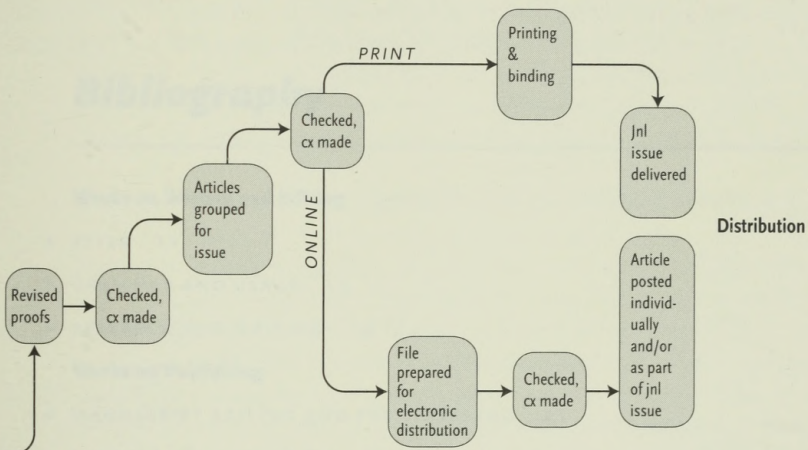 Revised
proofs
Checked,
cx made
Articles
grouped
for
issue
Checked,
cx made
PRINT
Printing
&
binding
Jnl
issue
delivered
ONLINE
File
prepared
for
electronic
distribution
Checked,
cx made
Article
posted
individ-
ually
and/or
as part
of jnl
issue
Distribution